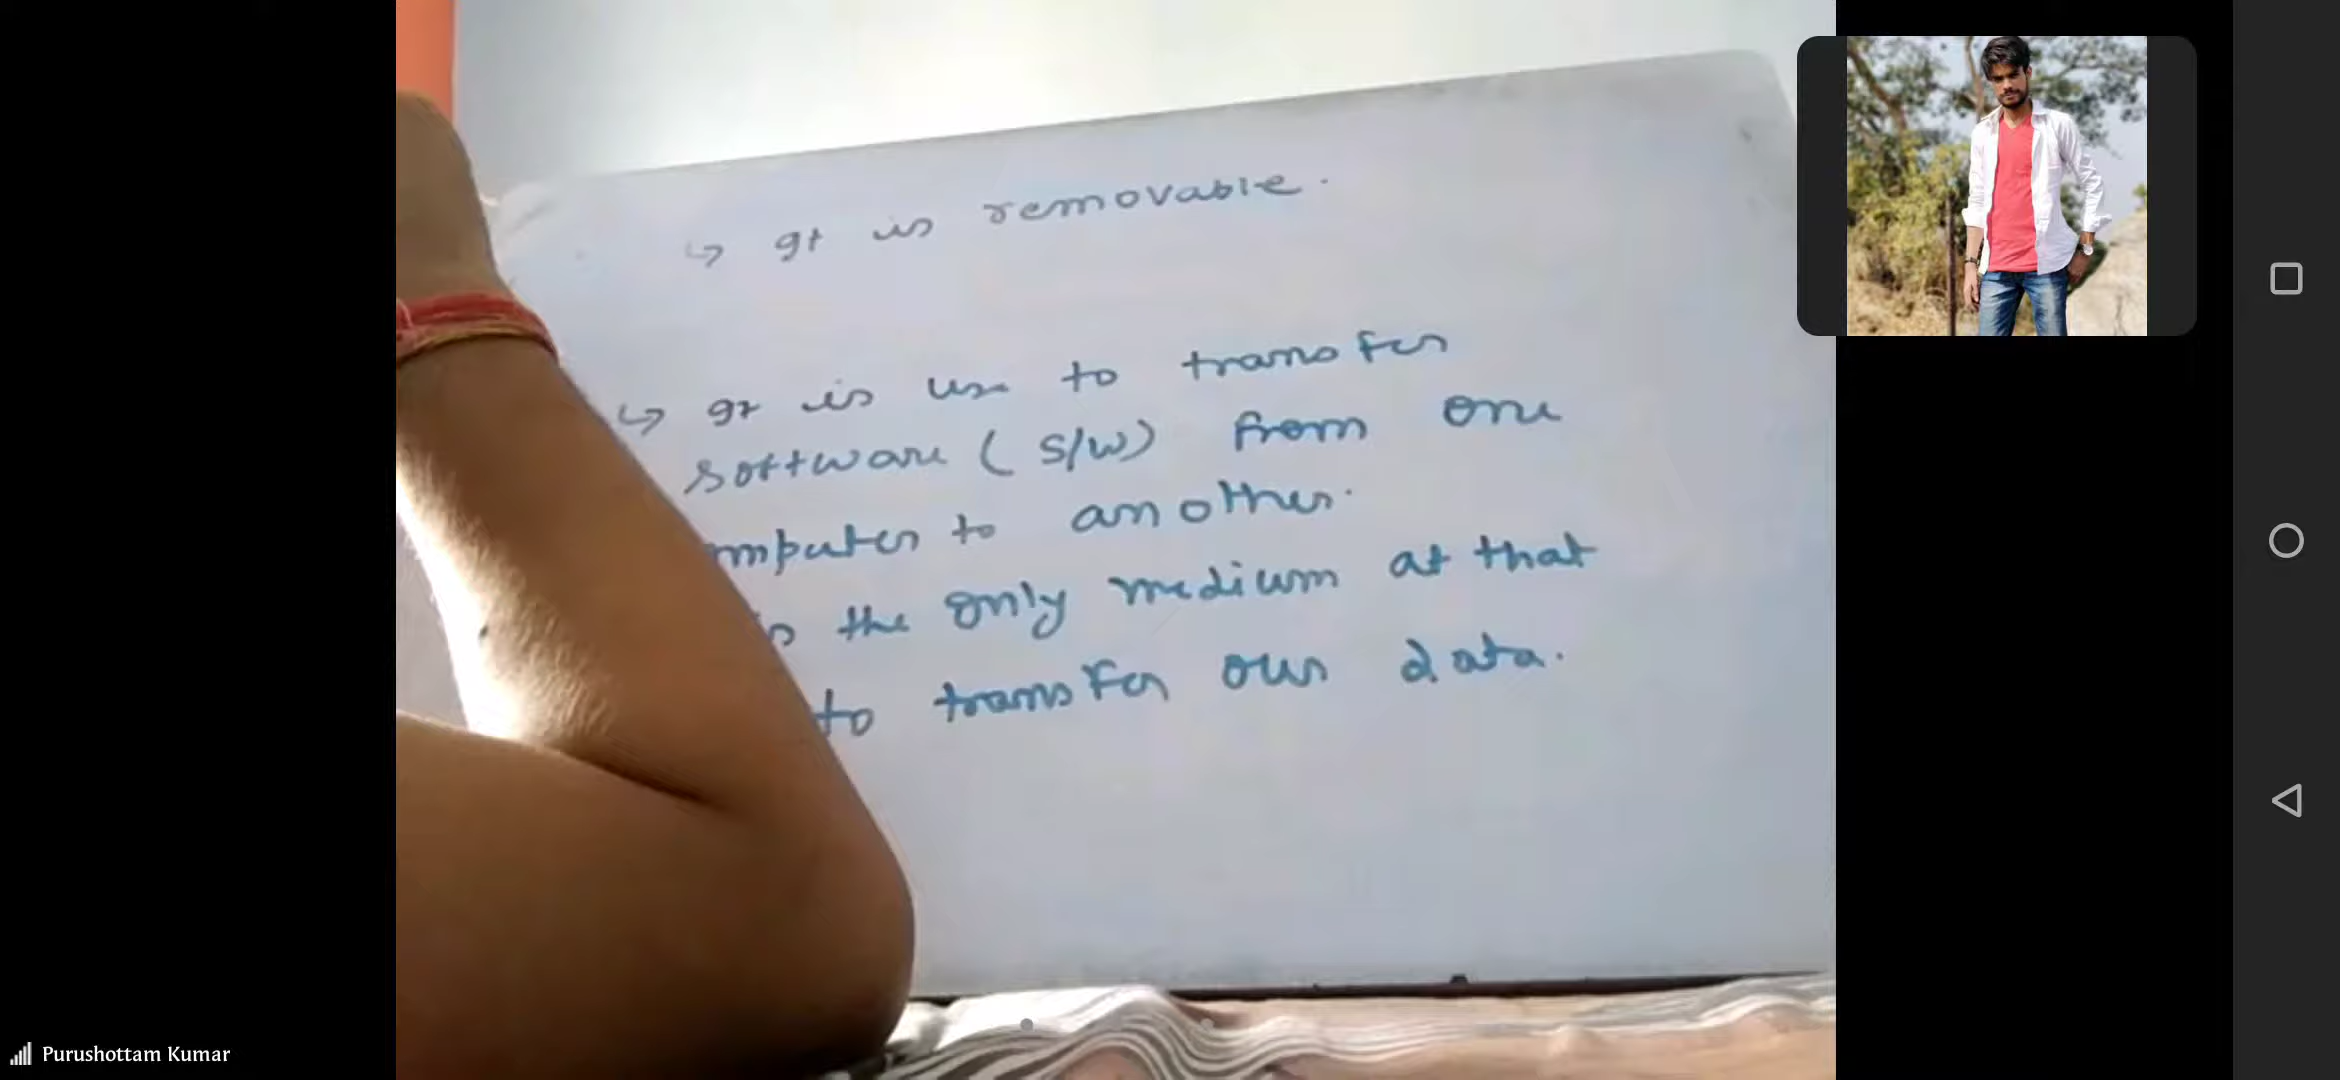 ↳ It is removable.
↳ It is use to transfer
software (S/W) from one
mputer to another.
is the only medium at that
to transfer our data.
Purushottam Kumar